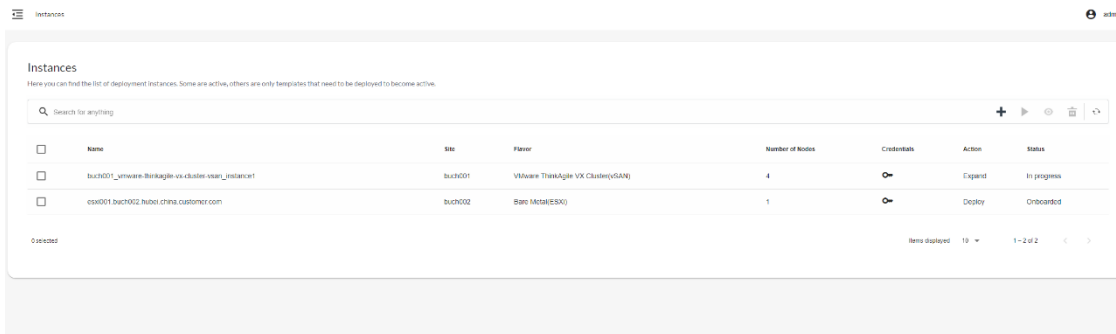 Instances
adm
Instances
Here you can find the list of deployment instances. Some are active, others are only templates that need to be deployed to become active.
Search for anything
Name Site Flavor Number of Nodes Credentials Action Status
buch001_vmware-thinkagile-vx-cluster-vsan_instance1 buch001 VMware ThinkAgile VX Cluster(vSAN) 4 Expand In progress
esxi001.buch002.hubei.china.customer.com buch002 Bare Metal(ESXi) 1 Deploy Onboarded
0 selected Items displayed 10 1 – 2 of 2